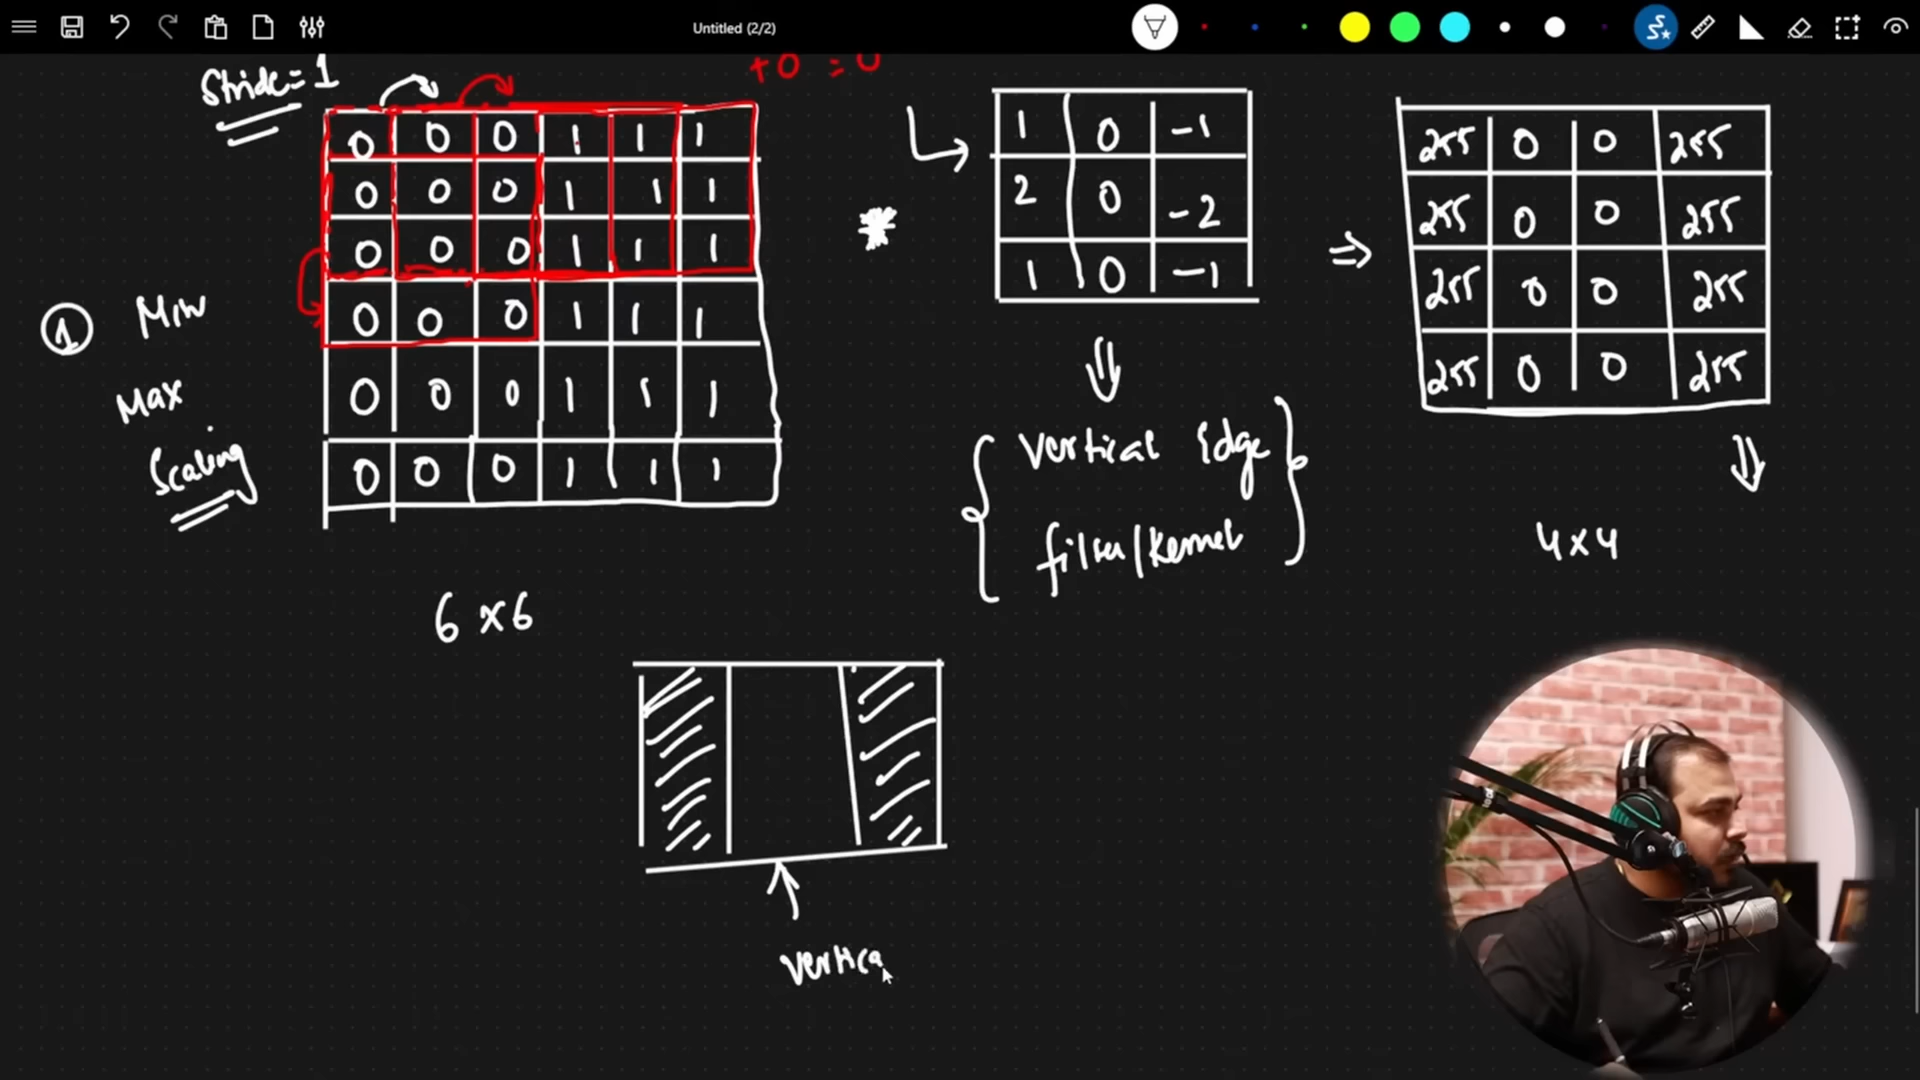 Untitled (2/2)
+0 = 0
Stride=1
0 0 0 1 1 1
0 0 0 1 1 1
0 0 0 1 1 1
0 0 0 1 1 1
0 0 0 1 1 1
0 0 0 1 1 1
6 x 6
1 Min
Max
Scaling
*
1 0 -1
2 0 -2
1 0 -1
vertical Edge
filter/Kernel
⇒
255 0 0 255
255 0 0 255
255 0 0 255
255 0 0 255
4 x 4
vertica